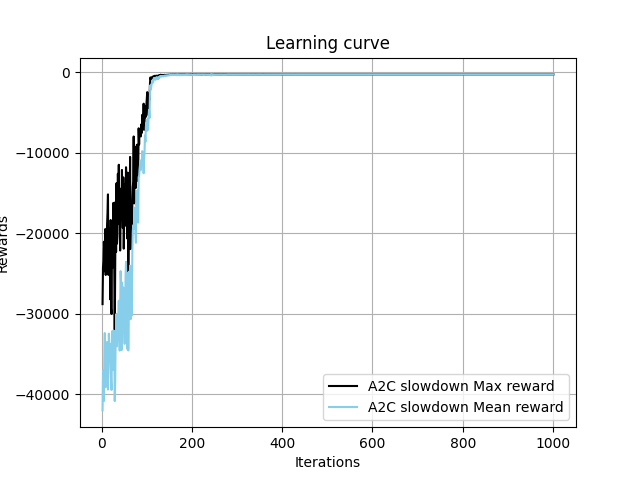 Learning curve
0
−10000
−20000
−30000
−40000
Rewards
0
200
400
600
800
1000
Iterations
A2C slowdown Max reward
A2C slowdown Mean reward